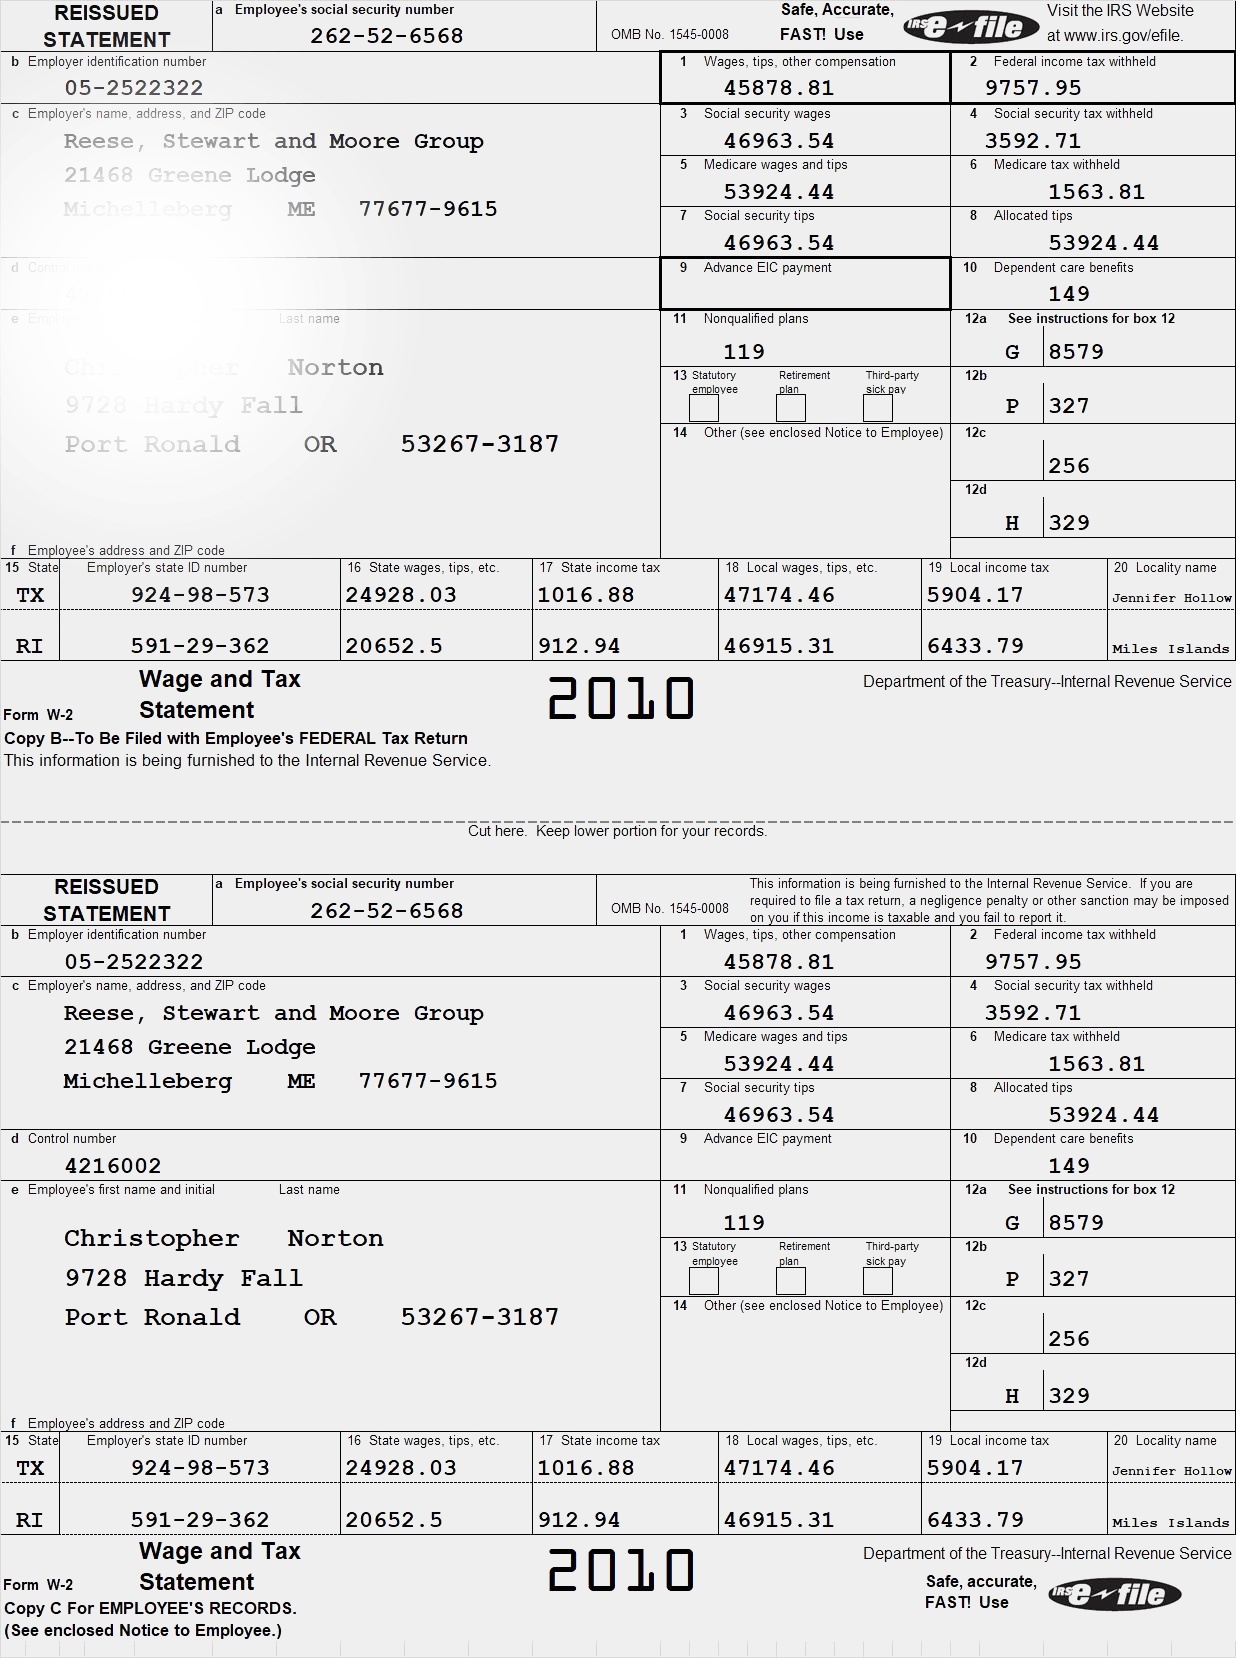 REISSUED STATEMENT
a Employee's social security number
262-52-6568
OMB No. 1545-0008
Safe, Accurate, FAST! Use
IRS e-file
Visit the IRS Website at www.irs.gov/efile.
b Employer identification number
05-2522322
1 Wages, tips, other compensation
45878.81
2 Federal income tax withheld
9757.95
c Employer's name, address, and ZIP code
Reese, Stewart and Moore Group
21468 Greene Lodge
Michelleberg ME 77677-9615
3 Social security wages
46963.54
4 Social security tax withheld
3592.71
5 Medicare wages and tips
53924.44
6 Medicare tax withheld
1563.81
7 Social security tips
46963.54
8 Allocated tips
53924.44
d
9 Advance EIC payment
10 Dependent care benefits
149
e Last name
Norton
9728 Hardy Fall
Port Ronald OR 53267-3187
11 Nonqualified plans
119
12a See instructions for box 12
G 8579
13 Statutory employee Retirement plan Third-party sick pay
12b
P 327
14 Other (see enclosed Notice to Employee)
12c
256
12d
H 329
f Employee's address and ZIP code
15 State Employer's state ID number 16 State wages, tips, etc. 17 State income tax 18 Local wages, tips, etc. 19 Local income tax 20 Locality name
TX 924-98-573 24928.03 1016.88 47174.46 5904.17 Jennifer Hollow
RI 591-29-362 20652.5 912.94 46915.31 6433.79 Miles Islands
Form W-2 Wage and Tax Statement
2010
Department of the Treasury--Internal Revenue Service
Copy B--To Be Filed with Employee's FEDERAL Tax Return
This information is being furnished to the Internal Revenue Service.
Cut here. Keep lower portion for your records.
REISSUED STATEMENT
a Employee's social security number
262-52-6568
OMB No. 1545-0008
This information is being furnished to the Internal Revenue Service. If you are
required to file a tax return, a negligence penalty or other sanction may be imposed
on you if this income is taxable and you fail to report it.
b Employer identification number
05-2522322
1 Wages, tips, other compensation
45878.81
2 Federal income tax withheld
9757.95
c Employer's name, address, and ZIP code
Reese, Stewart and Moore Group
21468 Greene Lodge
Michelleberg ME 77677-9615
3 Social security wages
46963.54
4 Social security tax withheld
3592.71
5 Medicare wages and tips
53924.44
6 Medicare tax withheld
1563.81
7 Social security tips
46963.54
8 Allocated tips
53924.44
d Control number
4216002
9 Advance EIC payment
10 Dependent care benefits
149
e Employee's first name and initial Last name
Christopher Norton
9728 Hardy Fall
Port Ronald OR 53267-3187
11 Nonqualified plans
119
12a See instructions for box 12
G 8579
13 Statutory employee Retirement plan Third-party sick pay
12b
P 327
14 Other (see enclosed Notice to Employee)
12c
256
12d
H 329
f Employee's address and ZIP code
15 State Employer's state ID number 16 State wages, tips, etc. 17 State income tax 18 Local wages, tips, etc. 19 Local income tax 20 Locality name
TX 924-98-573 24928.03 1016.88 47174.46 5904.17 Jennifer Hollow
RI 591-29-362 20652.5 912.94 46915.31 6433.79 Miles Islands
Form W-2 Wage and Tax Statement
2010
Department of the Treasury--Internal Revenue Service
Safe, accurate, FAST! Use
IRS e-file
Copy C For EMPLOYEE'S RECORDS.
(See enclosed Notice to Employee.)